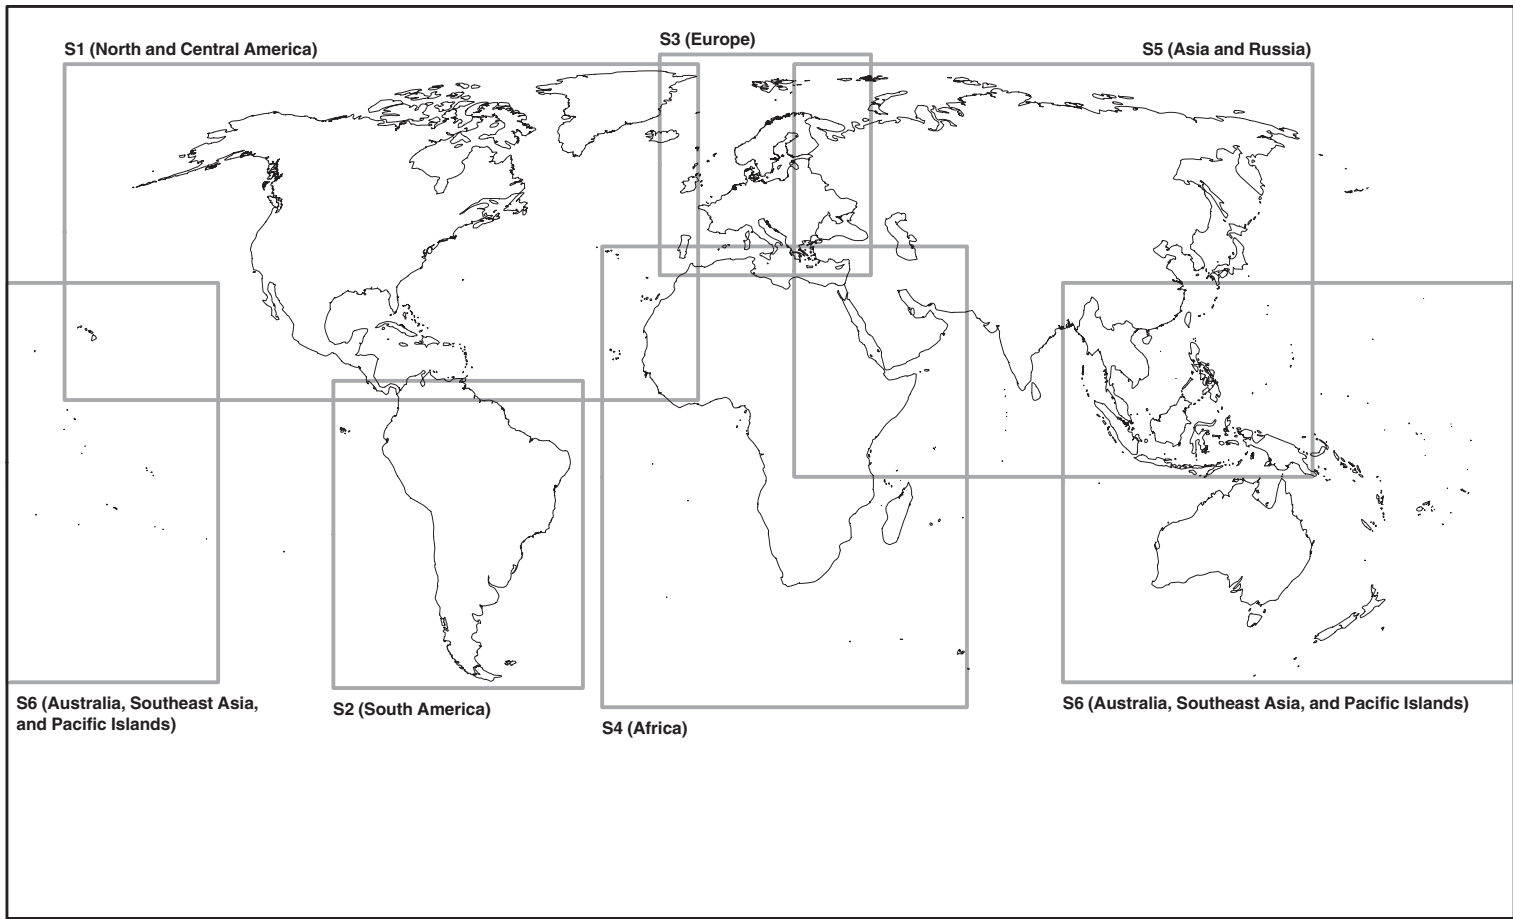 S1 (North and Central America)
S3 (Europe)
S5 (Asia and Russia)
S6 (Australia, Southeast Asia,
and Pacific Islands)
S2 (South America)
S4 (Africa)
S6 (Australia, Southeast Asia, and Pacific Islands)